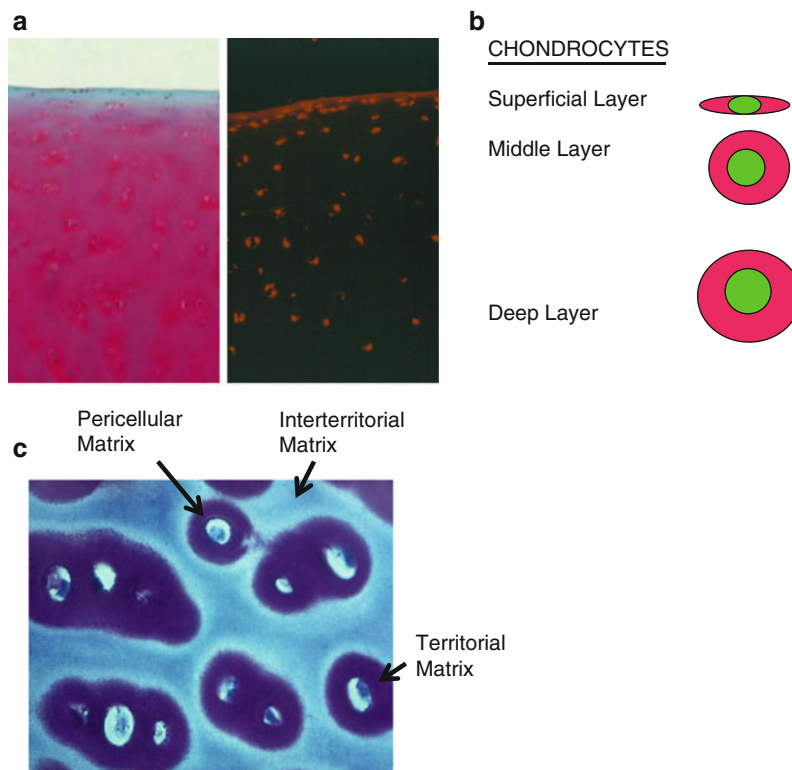 a
b
CHONDROCYTES
Superficial Layer
Middle Layer
Deep Layer
c
Pericellular
Matrix
Interterritorial
Matrix
Territorial
Matrix